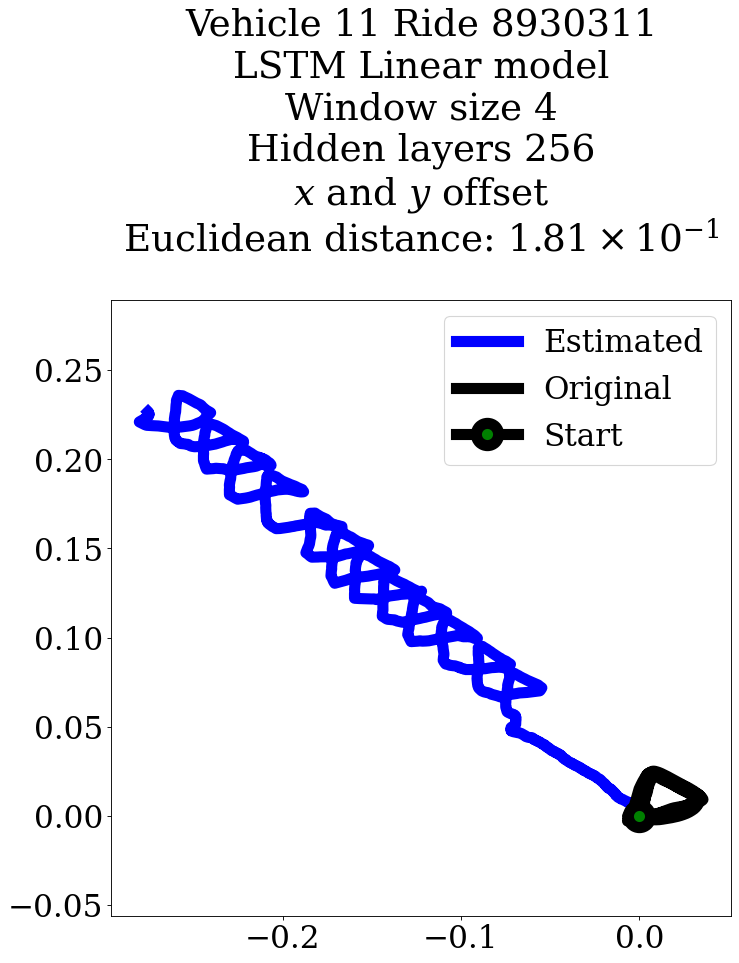 Vehicle 11 Ride 8930311
LSTM Linear model
Window size 4
Hidden layers 256
x and y offset
Euclidean distance: 1.81 × 10⁻¹
Estimated
Original
Start
0.25
0.20
0.15
0.10
0.05
0.00
−0.05
−0.2 −0.1 0.0